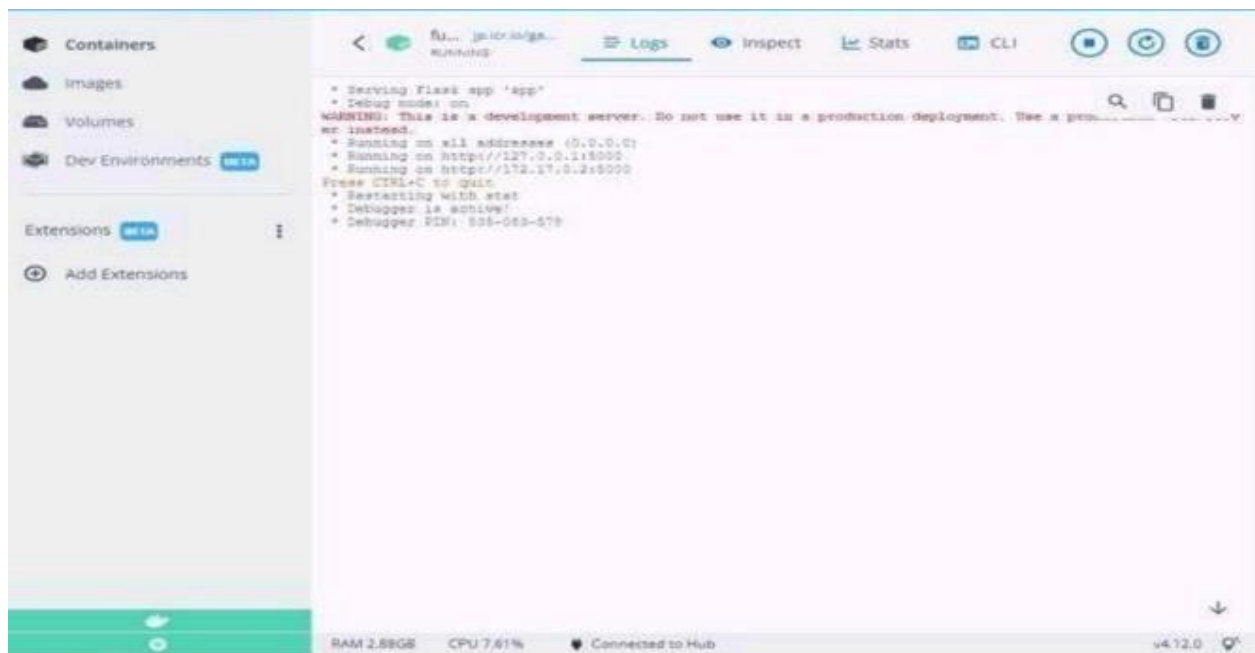 Containers
Images
Volumes
Dev Environments BETA
Extensions BETA
Add Extensions
RUNNING
Logs
Inspect
Stats
CLI
* Serving Flask app 'app'
* Debug mode: on
WARNING: This is a development server. Do not use it in a production deployment. Use a
er instead.
* Running on all addresses (0.0.0.0)
* Running on http://127.0.0.1:5000
* Running on http://172.17.0.2:5000
Press CTRL+C to quit
* Restarting with stat
* Debugger is active!
* Debugger PIN:
RAM 2.88GB
CPU 7.61%
Connected to Hub
v4.12.0